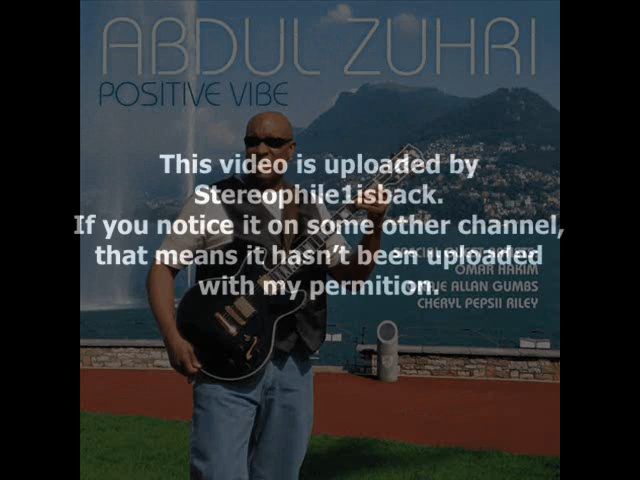 ABDUL ZUHRI
POSITIVE VIBE
This video is uploaded by
Stereophile1isback.
If you notice it on some other channel,
that means it hasn't been uploaded
with my permition.
OMAR HAKIM
ALLAN GUMBS
CHERYL PEPSII RILEY